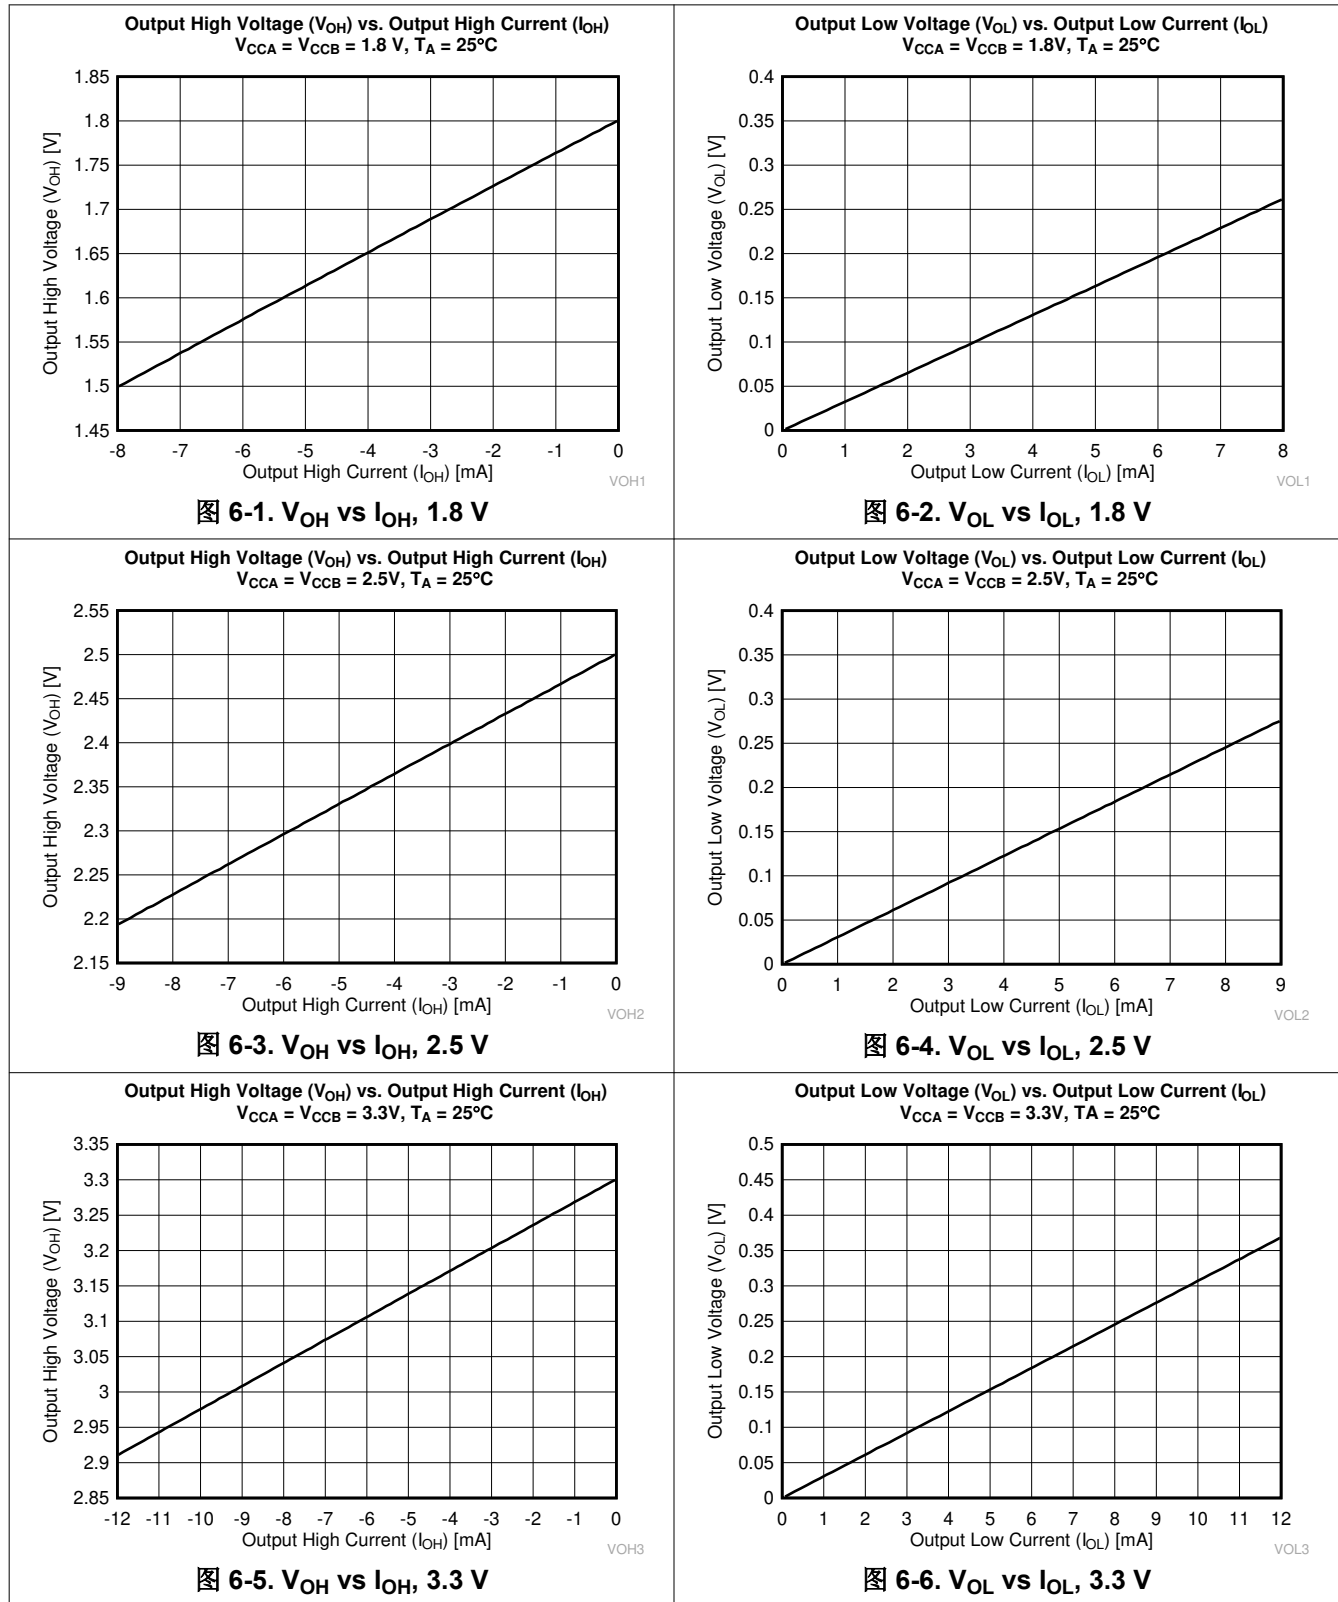 Output High Voltage (VOH) vs. Output High Current (IOH)
VCCA = VCCB = 1.8 V, TA = 25°C
1.85
1.8
1.75
1.7
1.65
1.6
1.55
1.5
1.45
Output High Voltage (VOH) [V]
-8 -7 -6 -5 -4 -3 -2 -1 0
Output High Current (IOH) [mA]
VOH1
图 6-1. VOH vs IOH, 1.8 V
Output Low Voltage (VOL) vs. Output Low Current (IOL)
VCCA = VCCB = 1.8V, TA = 25°C
0.4
0.35
0.3
0.25
0.2
0.15
0.1
0.05
0
Output Low Voltage (VOL) [V]
0 1 2 3 4 5 6 7 8
Output Low Current (IOL) [mA]
VOL1
图 6-2. VOL vs IOL, 1.8 V
Output High Voltage (VOH) vs. Output High Current (IOH)
VCCA = VCCB = 2.5V, TA = 25°C
2.55
2.5
2.45
2.4
2.35
2.3
2.25
2.2
2.15
Output High Voltage (VOH) [V]
-9 -8 -7 -6 -5 -4 -3 -2 -1 0
Output High Current (IOH) [mA]
VOH2
图 6-3. VOH vs IOH, 2.5 V
Output Low Voltage (VOL) vs. Output Low Current (IOL)
VCCA = VCCB = 2.5V, TA = 25°C
0.4
0.35
0.3
0.25
0.2
0.15
0.1
0.05
0
Output Low Voltage (VOL) [V]
0 1 2 3 4 5 6 7 8 9
Output Low Current (IOL) [mA]
VOL2
图 6-4. VOL vs IOL, 2.5 V
Output High Voltage (VOH) vs. Output High Current (IOH)
VCCA = VCCB = 3.3V, TA = 25°C
3.35
3.3
3.25
3.2
3.15
3.1
3.05
3
2.95
2.9
2.85
Output High Voltage (VOH) [V]
-12 -11 -10 -9 -8 -7 -6 -5 -4 -3 -2 -1 0
Output High Current (IOH) [mA]
VOH3
图 6-5. VOH vs IOH, 3.3 V
Output Low Voltage (VOL) vs. Output Low Current (IOL)
VCCA = VCCB = 3.3V, TA = 25°C
0.5
0.45
0.4
0.35
0.3
0.25
0.2
0.15
0.1
0.05
0
Output Low Voltage (VOL) [V]
0 1 2 3 4 5 6 7 8 9 10 11 12
Output Low Current (IOL) [mA]
VOL3
图 6-6. VOL vs IOL, 3.3 V